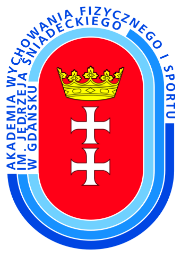 AKADEMIA WYCHOWANIA FIZYCZNEGO I SPORTU
IM. JĘDRZEJA ŚNIADECKIEGO
W GDAŃSKU